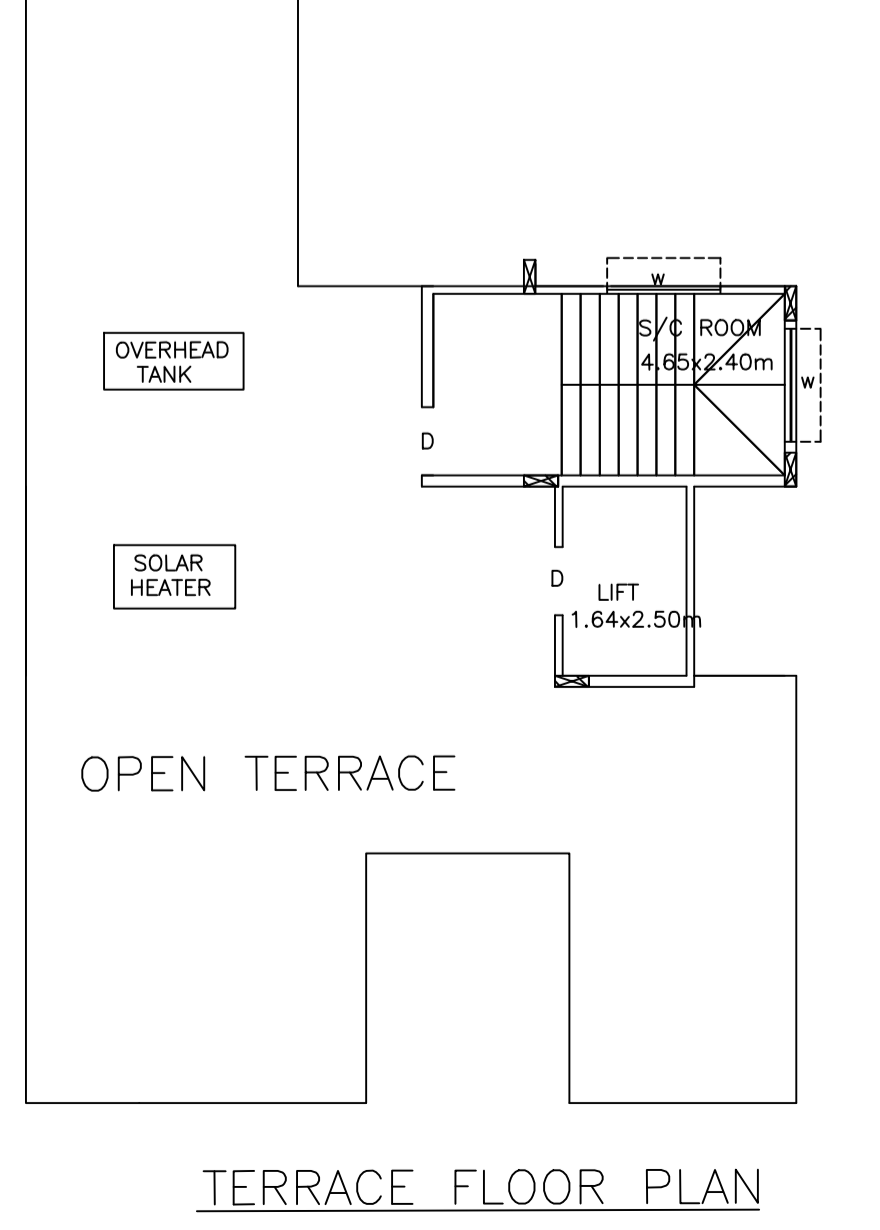 W
S/C ROOM
4.65x2.40m
W
OVERHEAD
TANK
D
SOLAR
HEATER
D
LIFT
1.64x2.50m
OPEN TERRACE
TERRACE FLOOR PLAN